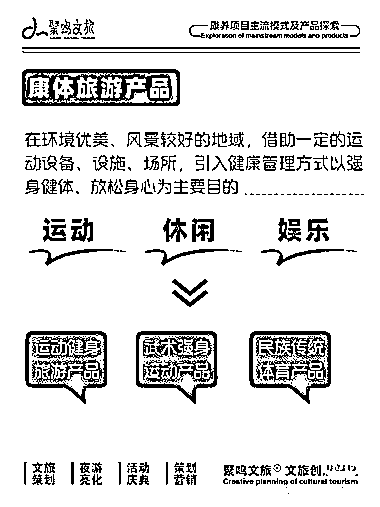 聚鸣文旅
康养项目主流模式及产品探索
Exploration of mainstream models and products
康体旅游产品
在环境优美、风景较好的地域，借助一定的运
动设备、设施、场所，引入健康管理方式以强
身健体、放松身心为主要目的
运动 休闲 娱乐
运动健身 武术强身 民族传统
旅游产品 运动产品 体育产品
文旅 夜游 活动 策划
策划 亮化 庆典 营销
聚鸣文旅 文旅创
Creative planning of cultural tourism